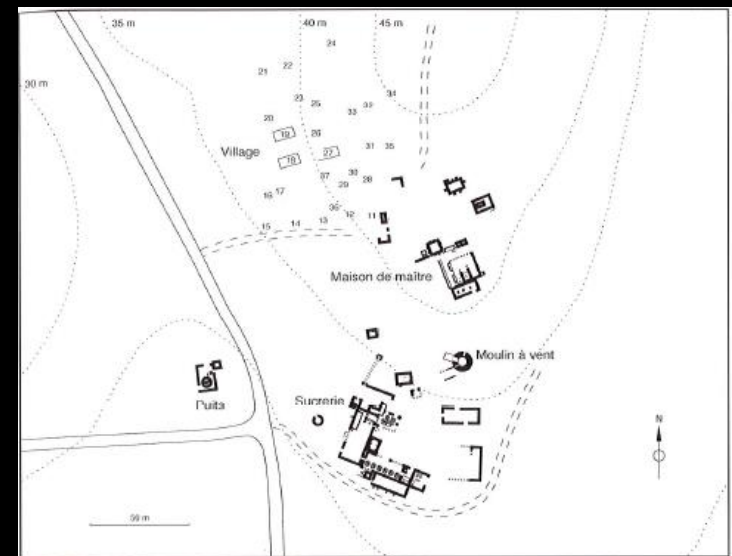 35 m 40 m 45 m
24
22
21
30 m
23 25
34
33
20
26
19
Village
18 27
31 35
37 30
29 28
16 17
36
15 14 13 12 11
Maison de maître
Moulin à vent
Puits
Sucrerie
N
50 m